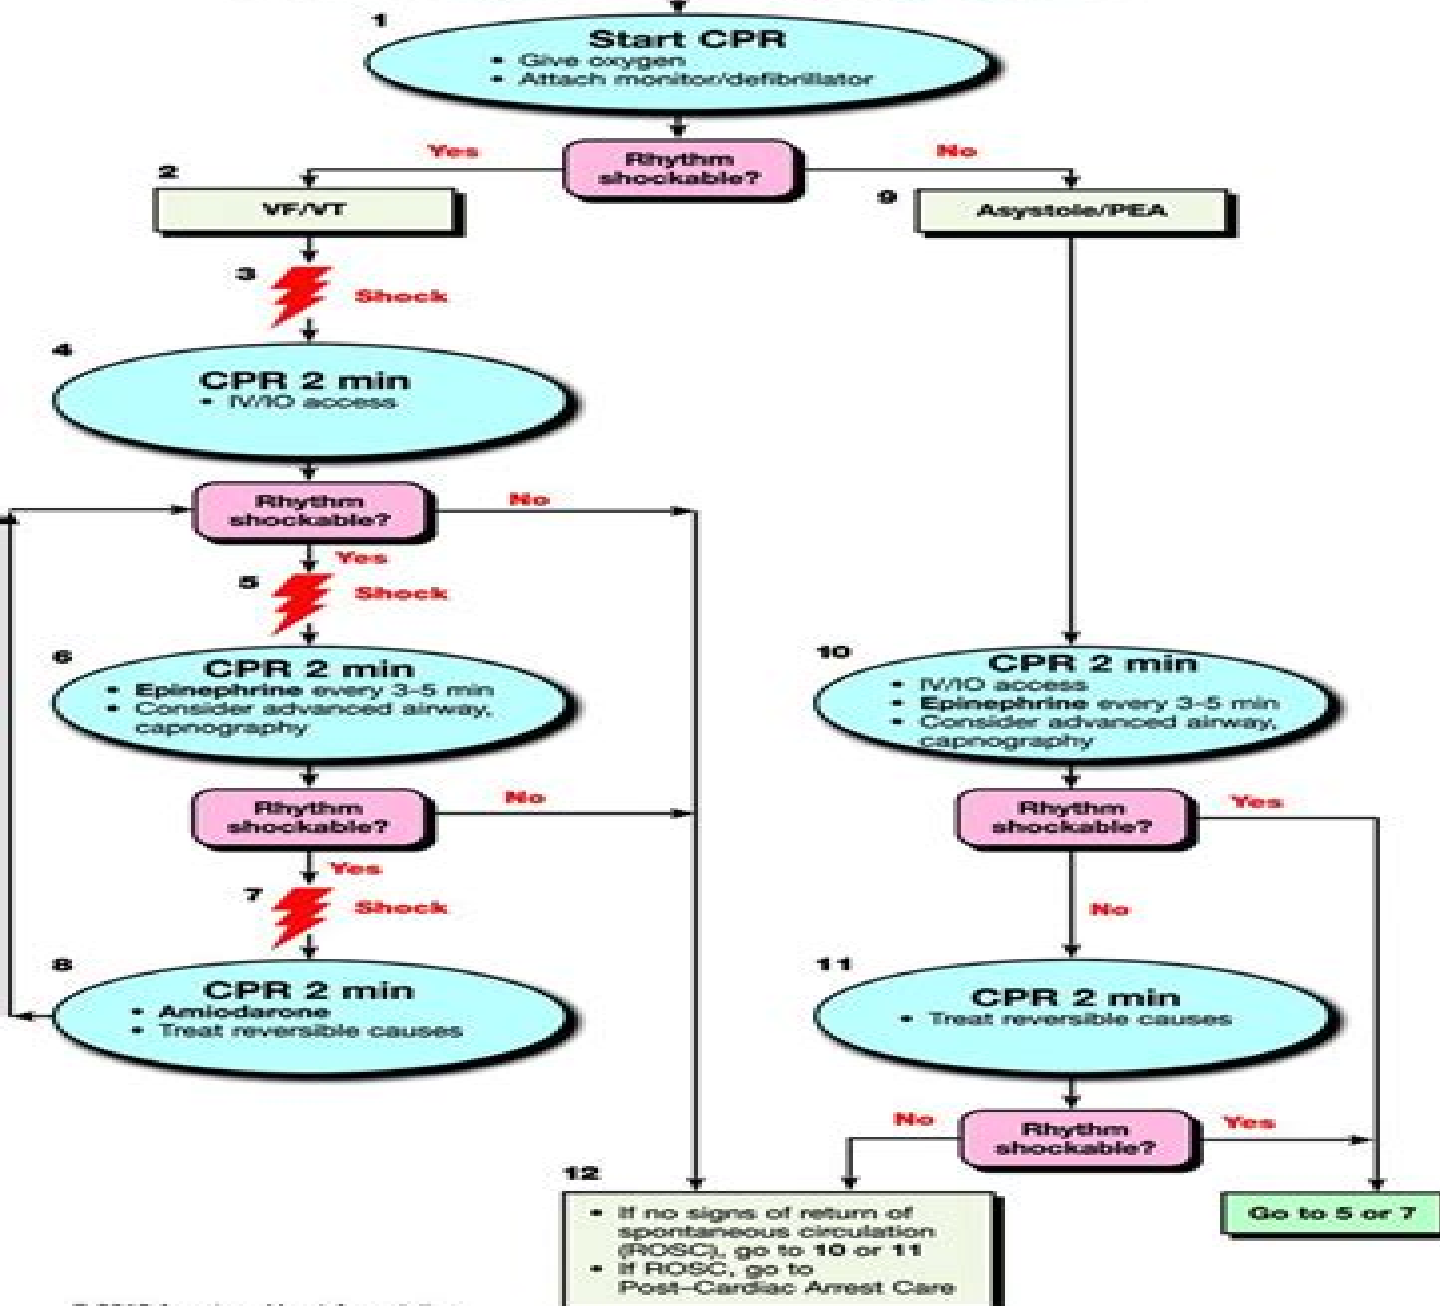 1
Start CPR
• Give oxygen
• Attach monitor/defibrillator
Rhythm
shockable?
Yes
No
2
VF/VT
9
Asystole/PEA
3
Shock
4
CPR 2 min
• IV/IO access
Rhythm
shockable?
No
Yes
5
Shock
6
CPR 2 min
• Epinephrine every 3-5 min
• Consider advanced airway,
capnography
10
CPR 2 min
• IV/IO access
• Epinephrine every 3-5 min
• Consider advanced airway,
capnography
Rhythm
shockable?
No
Rhythm
shockable?
Yes
Yes
7
Shock
No
8
CPR 2 min
• Amiodarone
• Treat reversible causes
11
CPR 2 min
• Treat reversible causes
No
Rhythm
shockable?
Yes
12
• If no signs of return of
spontaneous circulation
(ROSC), go to 10 or 11
• If ROSC, go to
Post-Cardiac Arrest Care
Go to 5 or 7